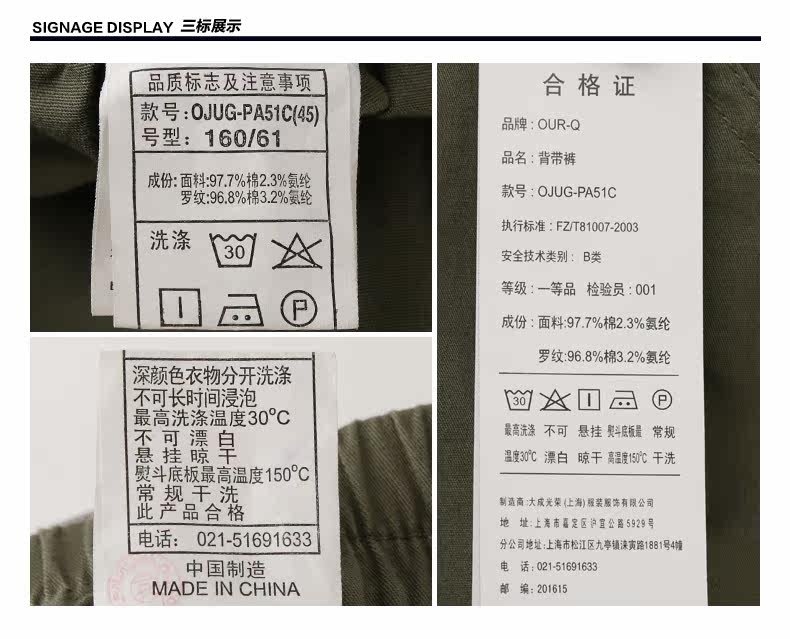 SIGNAGE DISPLAY 三标展示
品质标志及注意事项
款号:OJUG-PA51C(45)
号型: 160/61
成份: 面料:97.7%棉2.3%氨纶
罗纹:96.8%棉3.2%氨纶
洗涤
30
P
深颜色衣物分开洗涤
不可长时间浸泡
最高洗涤温度30°C
不可漂白
悬挂晾干
熨斗底板最高温度150°C
常规干洗
此产品合格
电话: 021-51691633
中国制造
MADE IN CHINA
合格证
品牌:OUR-Q
品名:背带裤
款号:OJUG-PA51C
执行标准:FZ/T81007-2003
安全技术类别: B类
等级:一等品 检验员:001
成份:面料:97.7%棉2.3%氨纶
罗纹:96.8%棉3.2%氨纶
30 P
最高洗涤 不可 悬挂 熨斗底板最 常规
温度30°C 漂白 晾干 高温度150°C 干洗
制造商:大成光荣(上海)服装服饰有限公司
地 址:上海市嘉定区沪宜公路5929号
分公司地址:上海市松江区九亭镇涞寅路1881号4幢
电 话:021-51691633
邮 编:201615